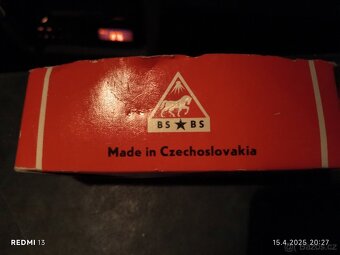 BS ★ BS
Made in Czechoslovakia
REDMI 13
15.4.2025 20:27